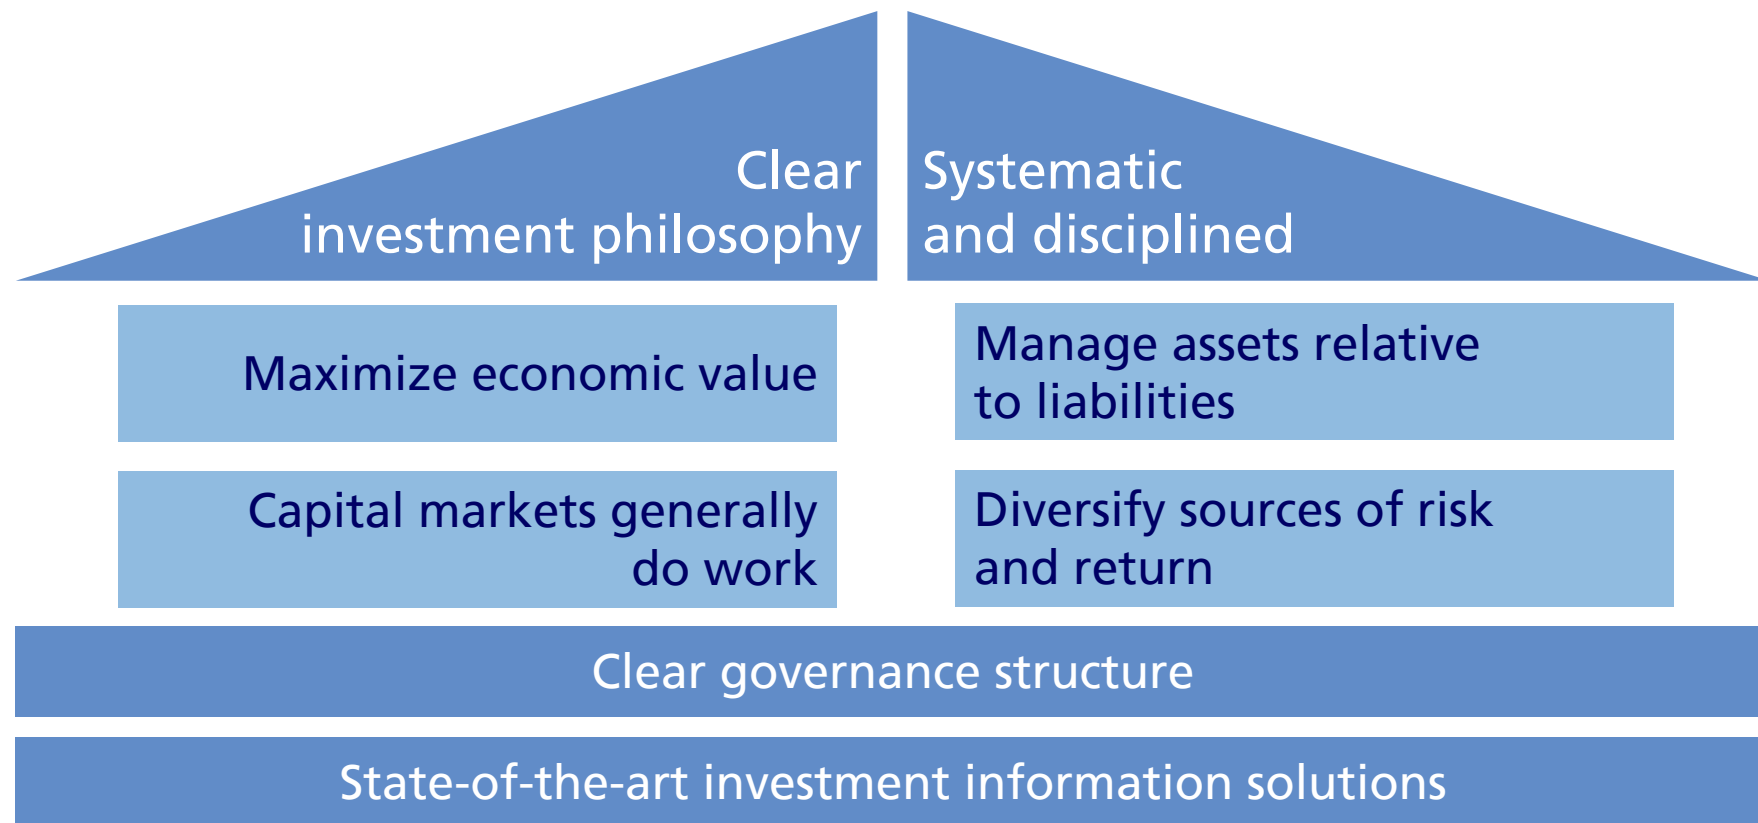 Clear
investment philosophy
Systematic
and disciplined
Maximize economic value
Manage assets relative
to liabilities
Capital markets generally
do work
Diversify sources of risk
and return
Clear governance structure
State-of-the-art investment information solutions